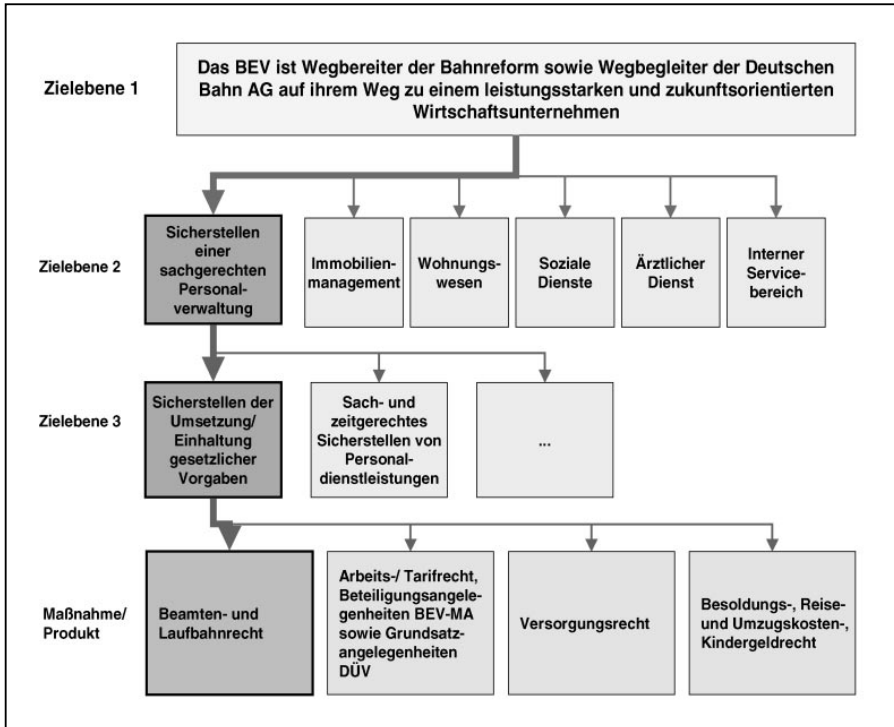 Zielebene 1
Das BEV ist Wegbereiter der Bahnreform sowie Wegbegleiter der Deutschen
Bahn AG auf ihrem Weg zu einem leistungsstarken und zukunftsorientierten
Wirtschaftsunternehmen
Zielebene 2
Sicherstellen
einer
sachgerechten
Personal-
verwaltung
Immobilien-
management
Wohnungs-
wesen
Soziale
Dienste
Ärztlicher
Dienst
Interner
Service-
bereich
Zielebene 3
Sicherstellen der
Umsetzung/
Einhaltung
gesetzlicher
Vorgaben
Sach- und
zeitgerechtes
Sicherstellen von
Personal-
dienstleistungen
...
Maßnahme/
Produkt
Beamten- und
Laufbahnrecht
Arbeits-/ Tarifrecht,
Beteiligungsangele-
genheiten BEV-MA
sowie Grundsatz-
angelegenheiten
DÜV
Versorgungsrecht
Besoldungs-, Reise-
und Umzugskosten-,
Kindergeldrecht